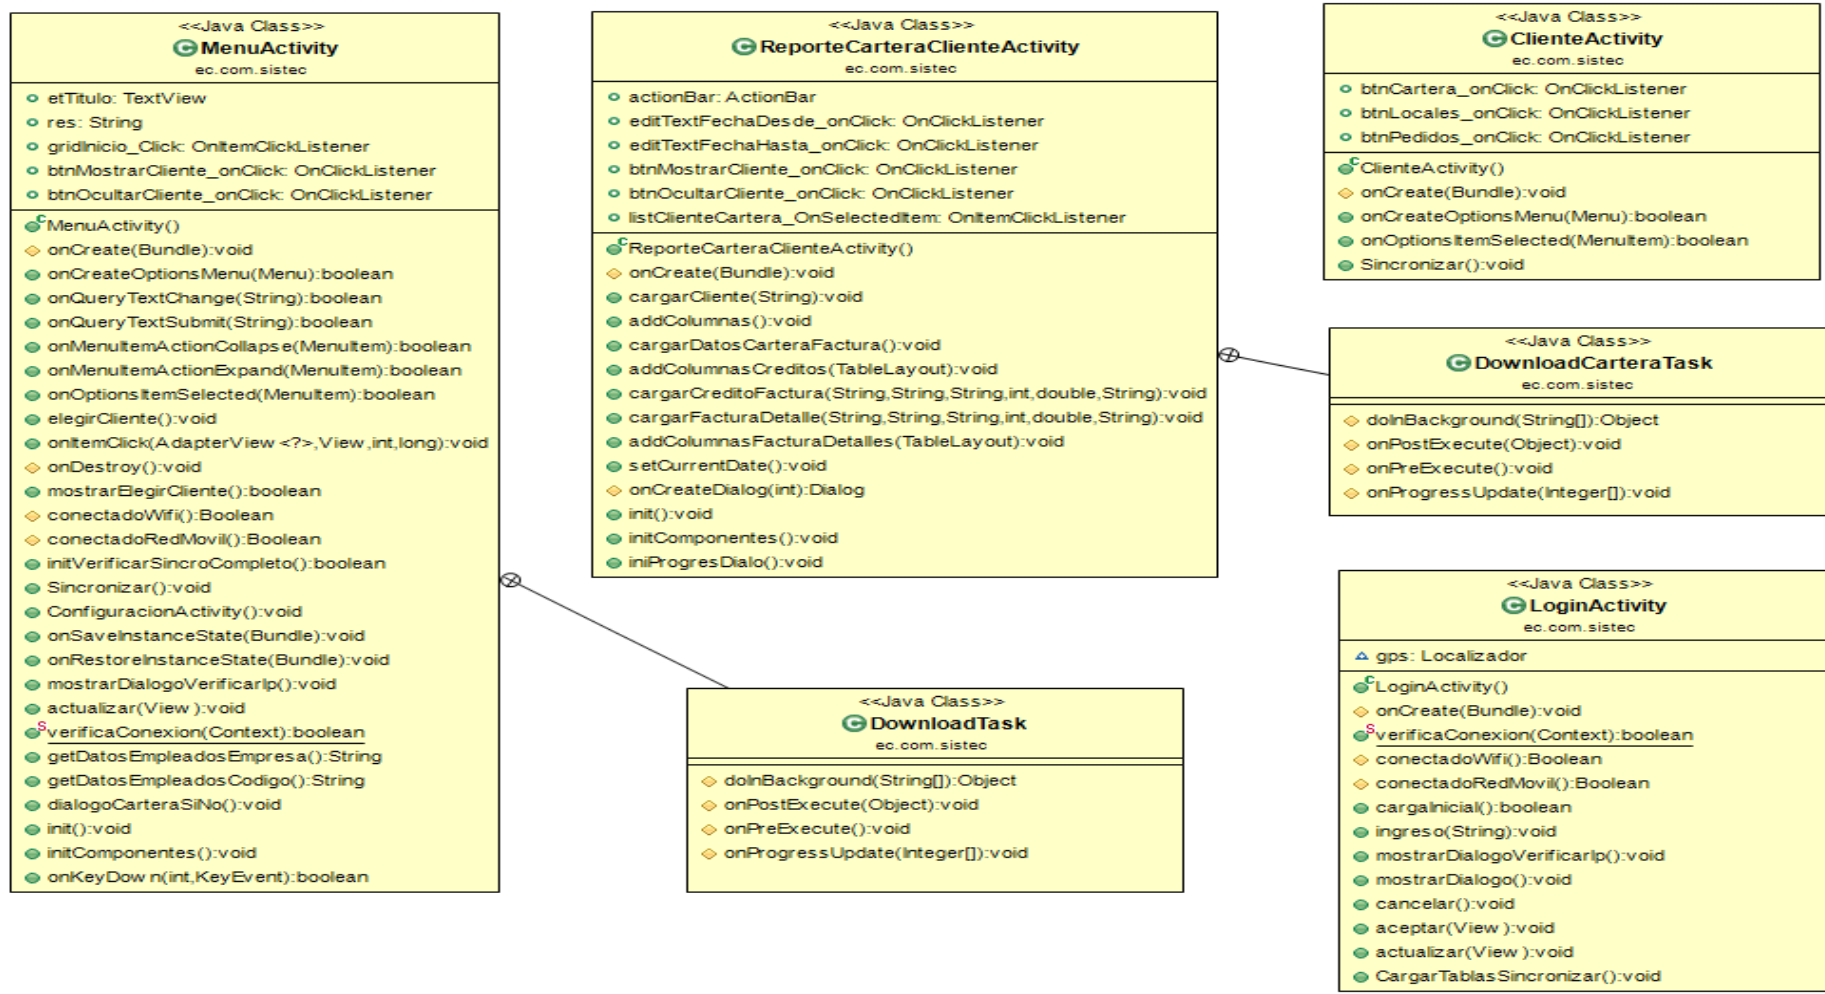 <<Java Class>>
MenuActivity
ec.com.sistec
etTitulo: TextView
res: String
gridInicio_Click: OnItemClickListener
btnMostrarCliente_onClick: OnClickListener
btnOcultarCliente_onClick: OnClickListener
MenuActivity()
onCreate(Bundle):void
onCreateOptionsMenu(Menu):boolean
onQueryTextChange(String):boolean
onQueryTextSubmit(String):boolean
onMenuItemActionCollapse(MenuItem):boolean
onMenuItemActionExpand(MenuItem):boolean
onOptionsItemSelected(MenuItem):boolean
elegirCliente():void
onItemClick(AdapterView<?>,View,int,long):void
onDestroy():void
mostrarElegirCliente():boolean
conectadoWifi():Boolean
conectadoRedMovil():Boolean
initVerificarSincroCompleto():boolean
Sincronizar():void
ConfiguracionActivity():void
onSaveInstanceState(Bundle):void
onRestoreInstanceState(Bundle):void
mostrarDialogoVerificarIp():void
actualizar(View):void
verificaConexion(Context):boolean
getDatosEmpleadosEmpresa():String
getDatosEmpleadosCodigo():String
dialogoCarteraSiNo():void
init():void
initComponentes():void
onKeyDown(int,KeyEvent):boolean
<<Java Class>>
ReporteCarteraClienteActivity
ec.com.sistec
actionBar: ActionBar
editTextFechaDesde_onClick: OnClickListener
editTextFechaHasta_onClick: OnClickListener
btnMostrarCliente_onClick: OnClickListener
btnOcultarCliente_onClick: OnClickListener
listClienteCartera_OnSelectedItem: OnItemClickListener
ReporteCarteraClienteActivity()
onCreate(Bundle):void
cargarCliente(String):void
addColumnas():void
cargarDatosCarteraFactura():void
addColumnasCreditos(TableLayout):void
cargarCreditoFactura(String,String,String,int,double,String):void
cargarFacturaDetalle(String,String,String,int,double,String):void
addColumnasFacturaDetalles(TableLayout):void
setCurrentDate():void
onCreateDialog(int):Dialog
init():void
initComponentes():void
iniProgresDialo():void
<<Java Class>>
DownloadTask
ec.com.sistec
doInBackground(String[]):Object
onPostExecute(Object):void
onPreExecute():void
onProgressUpdate(Integer[]):void
<<Java Class>>
ClienteActivity
ec.com.sistec
btnCartera_onClick: OnClickListener
btnLocales_onClick: OnClickListener
btnPedidos_onClick: OnClickListener
ClienteActivity()
onCreate(Bundle):void
onCreateOptionsMenu(Menu):boolean
onOptionsItemSelected(MenuItem):boolean
Sincronizar():void
<<Java Class>>
DownloadCarteraTask
ec.com.sistec
doInBackground(String[]):Object
onPostExecute(Object):void
onPreExecute():void
onProgressUpdate(Integer[]):void
<<Java Class>>
LoginActivity
ec.com.sistec
gps: Localizador
LoginActivity()
onCreate(Bundle):void
verificaConexion(Context):boolean
conectadoWifi():Boolean
conectadoRedMovil():Boolean
cargaInicial():boolean
ingreso(String):void
mostrarDialogoVerificarIp():void
mostrarDialogo():void
cancelar():void
aceptar(View):void
actualizar(View):void
CargarTablasSincronizar():void